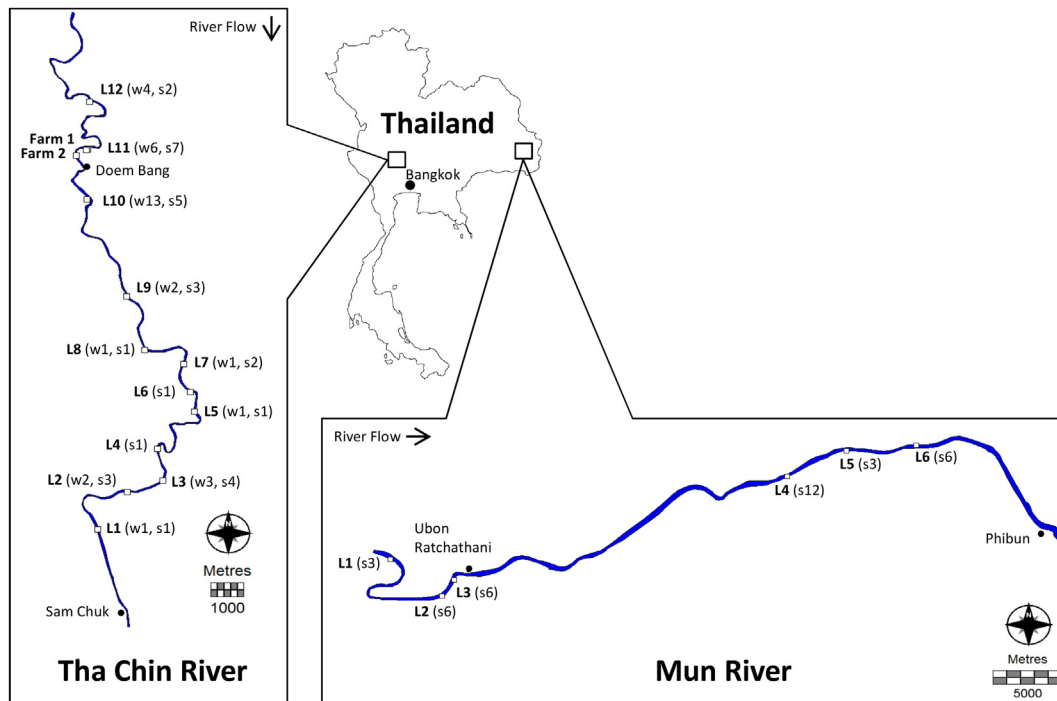 River Flow
L12 (w4, s2)
Farm 1
Farm 2
L11 (w6, s7)
Doem Bang
L10 (w13, s5)
L9 (w2, s3)
L8 (w1, s1)
L7 (w1, s2)
L6 (s1)
L5 (w1, s1)
L4 (s1)
L2 (w2, s3)
L3 (w3, s4)
L1 (w1, s1)
N
Metres
1000
Sam Chuk
Tha Chin River
Thailand
Bangkok
River Flow
L6 (s6)
L5 (s3)
L4 (s12)
Ubon
Ratchathani
Phibun
L1 (s3)
L3 (s6)
L2 (s6)
N
Metres
5000
Mun River